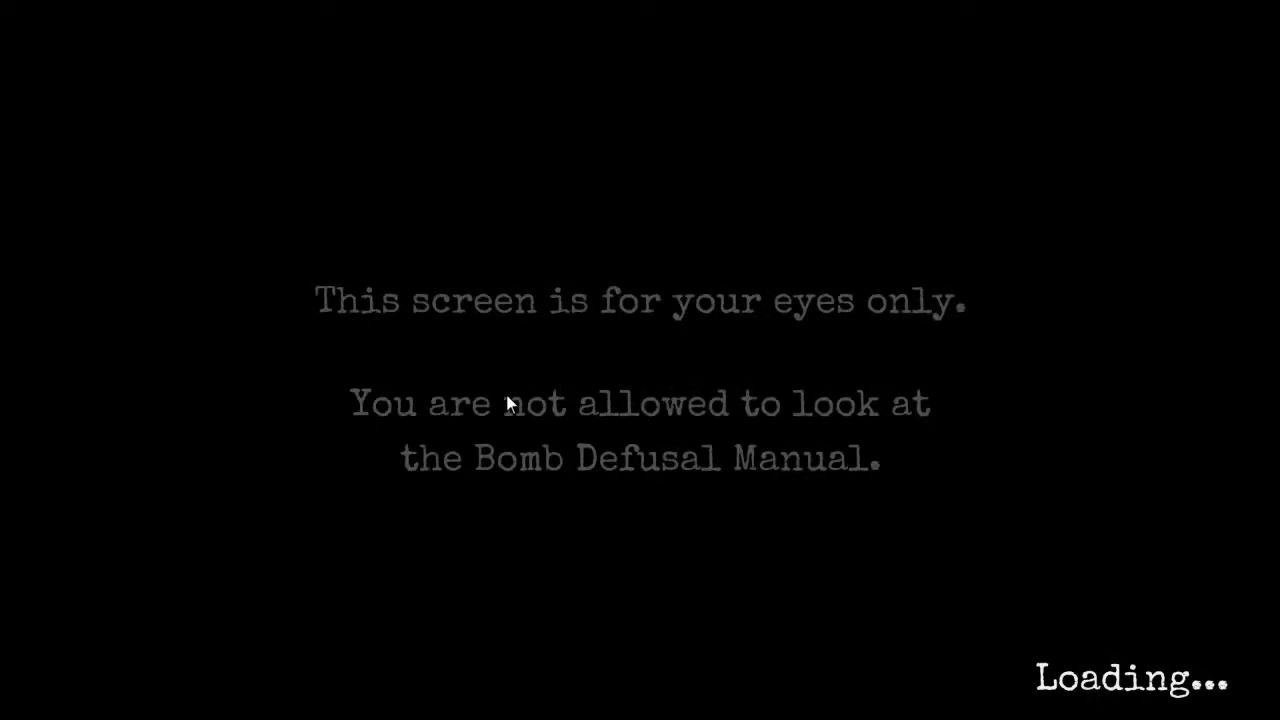 This screen is for your eyes only.
You are not allowed to look at
the Bomb Defusal Manual.
Loading...